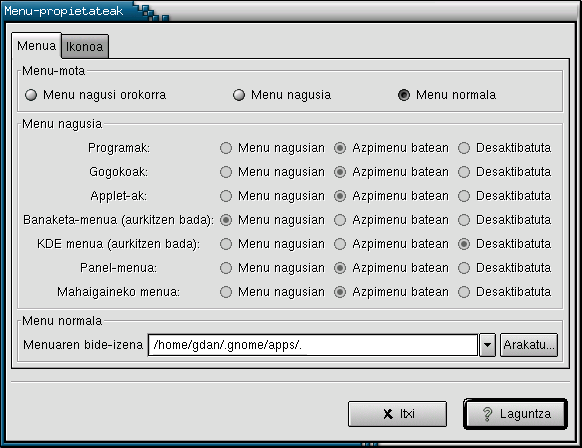 Menu-propietateak
Menua Ikonoa
Menu-mota
Menu nagusi orokorra Menu nagusia Menu normala
Menu nagusia
Programak: Menu nagusian Azpimenu batean Desaktibatuta
Gogokoak: Menu nagusian Azpimenu batean Desaktibatuta
Applet-ak: Menu nagusian Azpimenu batean Desaktibatuta
Banaketa-menua (aurkitzen bada): Menu nagusian Azpimenu batean Desaktibatuta
KDE menua (aurkitzen bada): Menu nagusian Azpimenu batean Desaktibatuta
Panel-menua: Menu nagusian Azpimenu batean Desaktibatuta
Mahaigaineko menua: Menu nagusian Azpimenu batean Desaktibatuta
Menu normala
Menuaren bide-izena /home/gdan/.gnome/apps/. Arakatu...
Itxi Laguntza